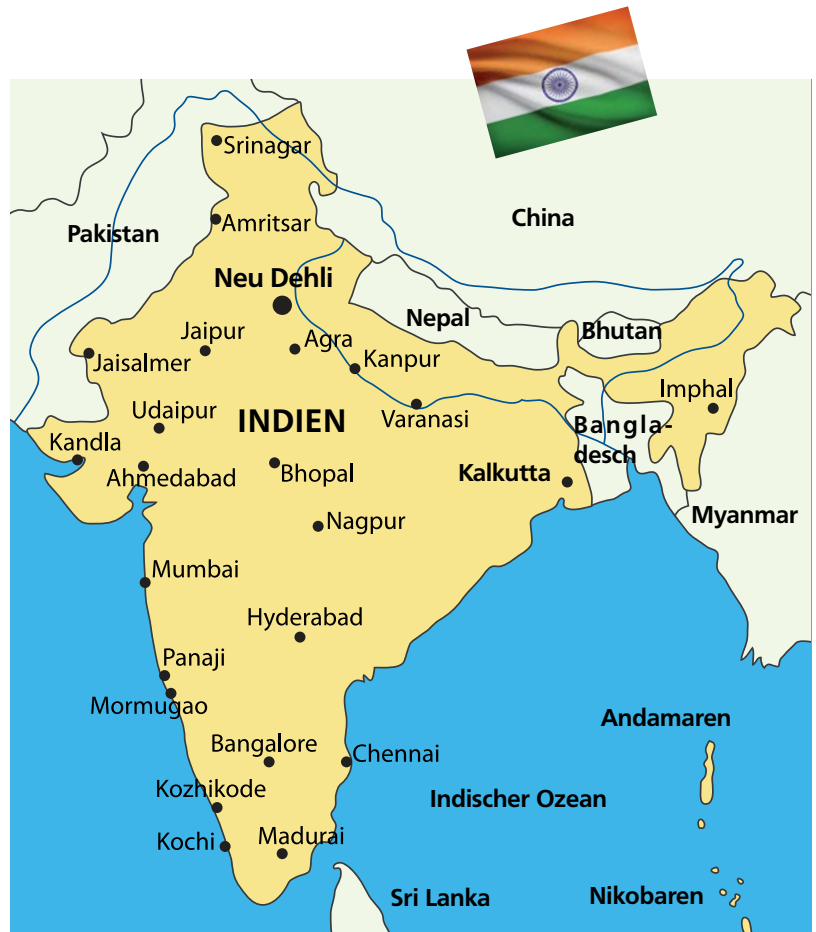 Srinagar
Amritsar
China
Pakistan
Neu Dehli
Nepal
Bhutan
Jaipur
Agra
Kanpur
Jaisalmer
Imphal
Udaipur
INDIEN
Varanasi
Bangla-
desch
Kandla
Ahmedabad
Bhopal
Kalkutta
Nagpur
Myanmar
Mumbai
Hyderabad
Panaji
Mormugao
Andamaren
Bangalore
Chennai
Kozhikode
Indischer Ozean
Kochi
Madurai
Sri Lanka
Nikobaren